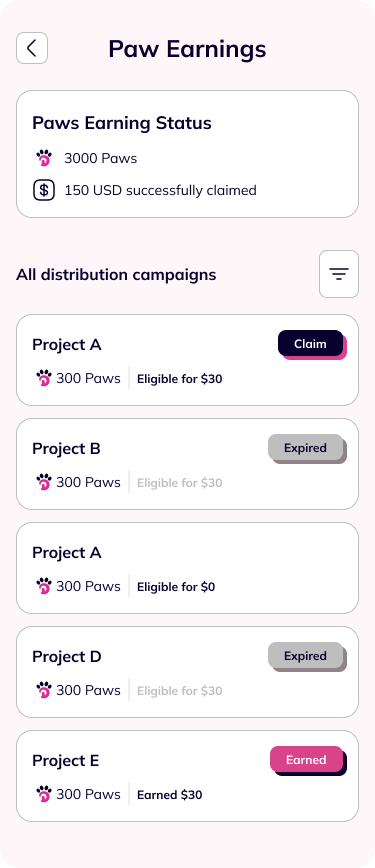 Paw Earnings
Paws Earning Status
3000 Paws
$ 150 USD successfully claimed
All distribution campaigns
Project A Claim
300 Paws Eligible for $30
Project B Expired
300 Paws Eligible for $30
Project A
300 Paws Eligible for $0
Project D Expired
300 Paws Eligible for $30
Project E Earned
300 Paws Earned $30